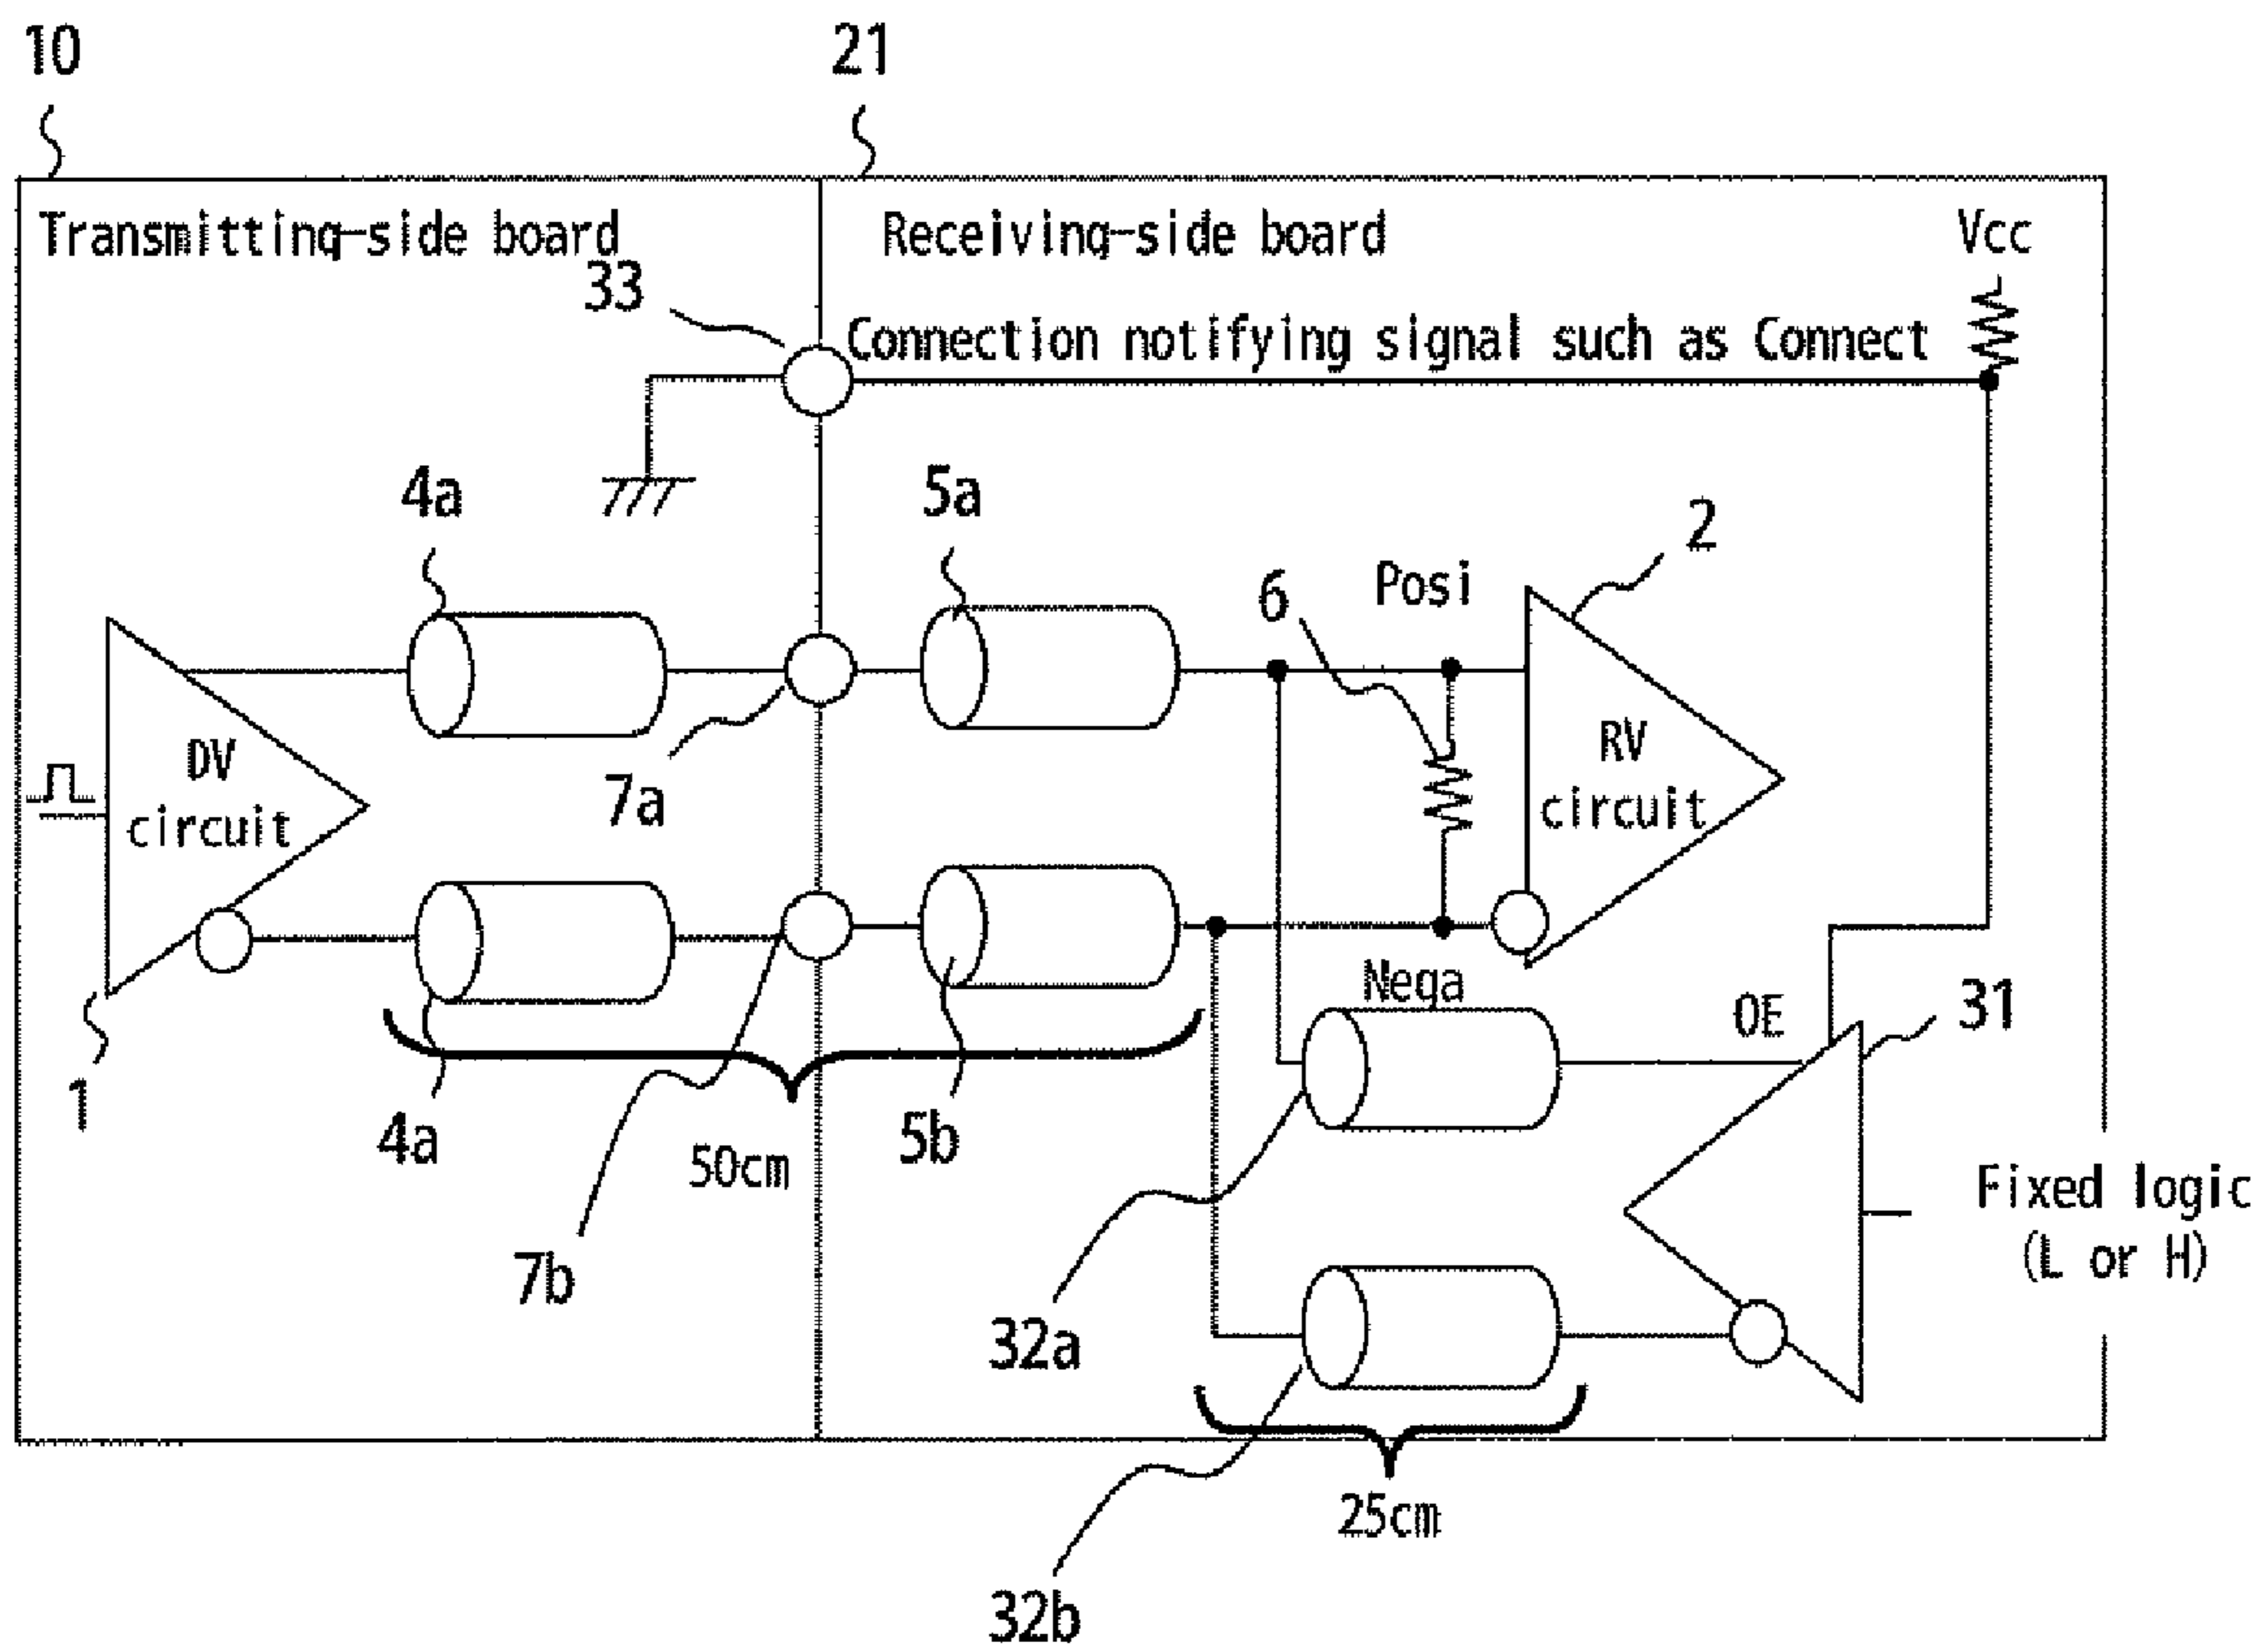 10
21
Transmitting-side board
Receiving-side board
Vcc
33
Connection notifying signal such as Connect
4a
5a
2
6
Posi
DV
circuit
RV
circuit
7a
Nega
OE
31
1
4a
50cm
5b
Fixed logic
(L or H)
7b
32a
25cm
32b